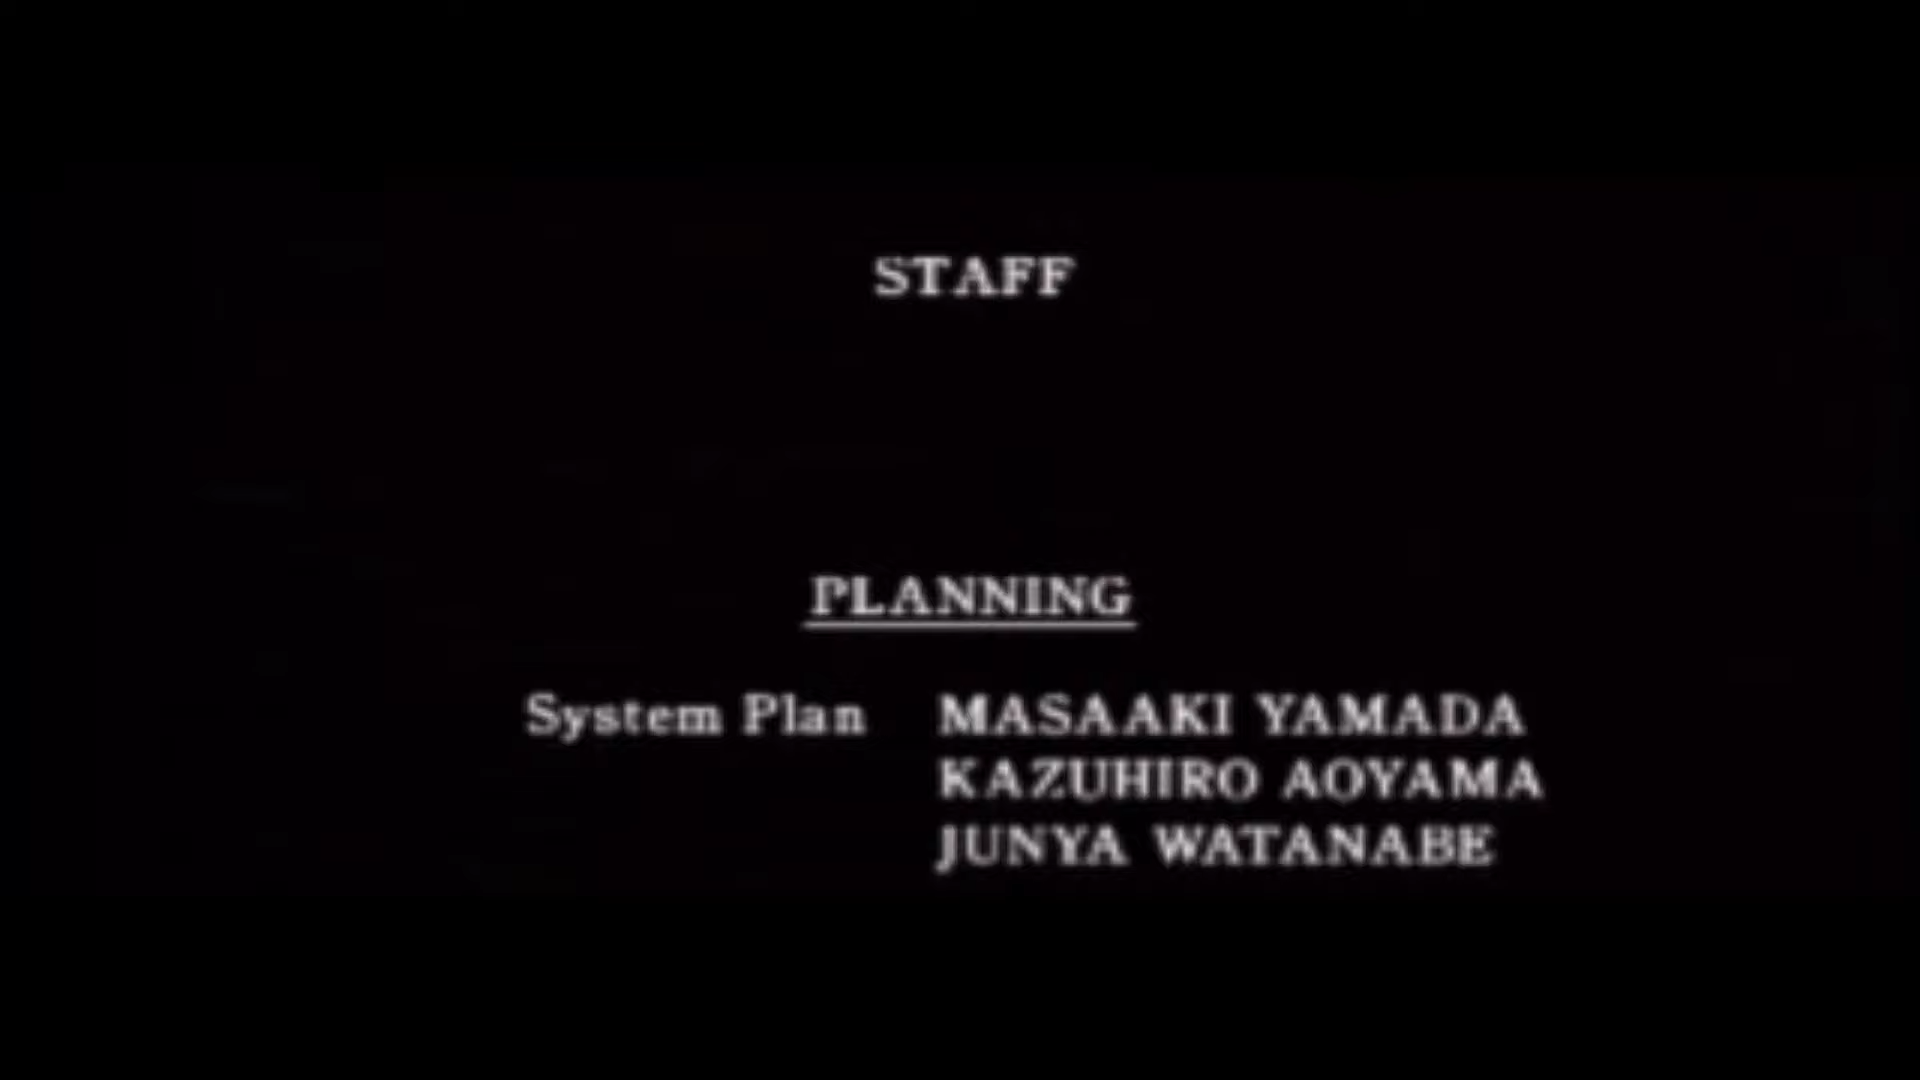 STAFF
PLANNING
System Plan MASAAKI YAMADA
KAZUHIRO AOYAMA
JUNYA WATANABE